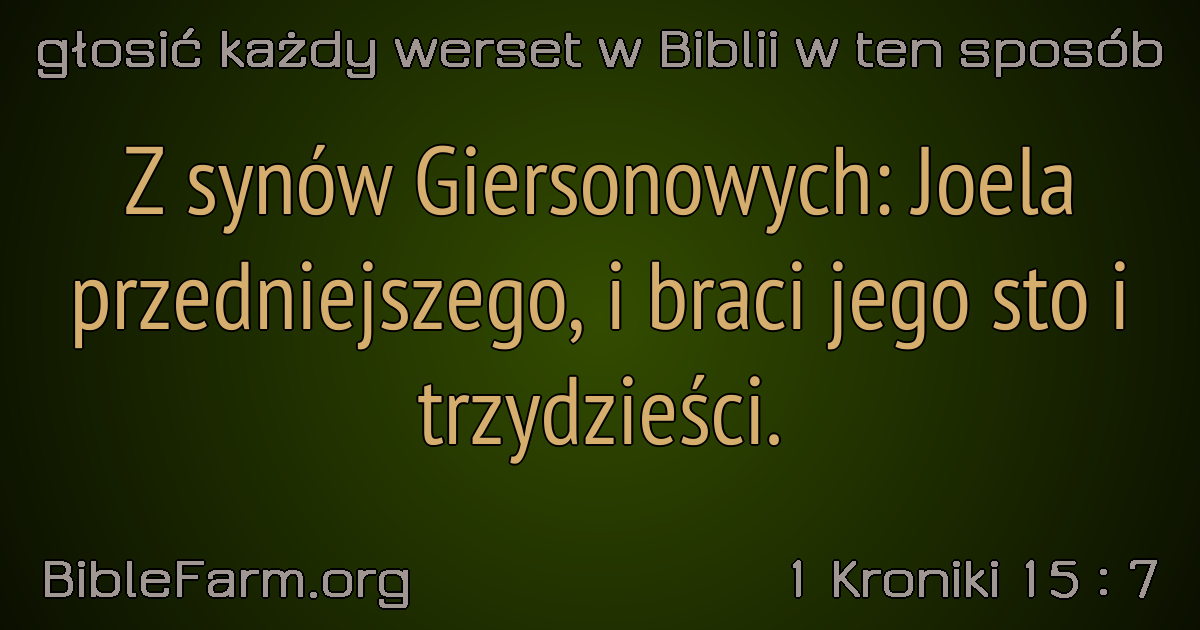 głosić każdy werset w Biblii w ten sposób
Z synów Giersonowych: Joela
przedniejszego, i braci jego sto i
trzydzieści.
BibleFarm.org
1 Kroniki 15 : 7